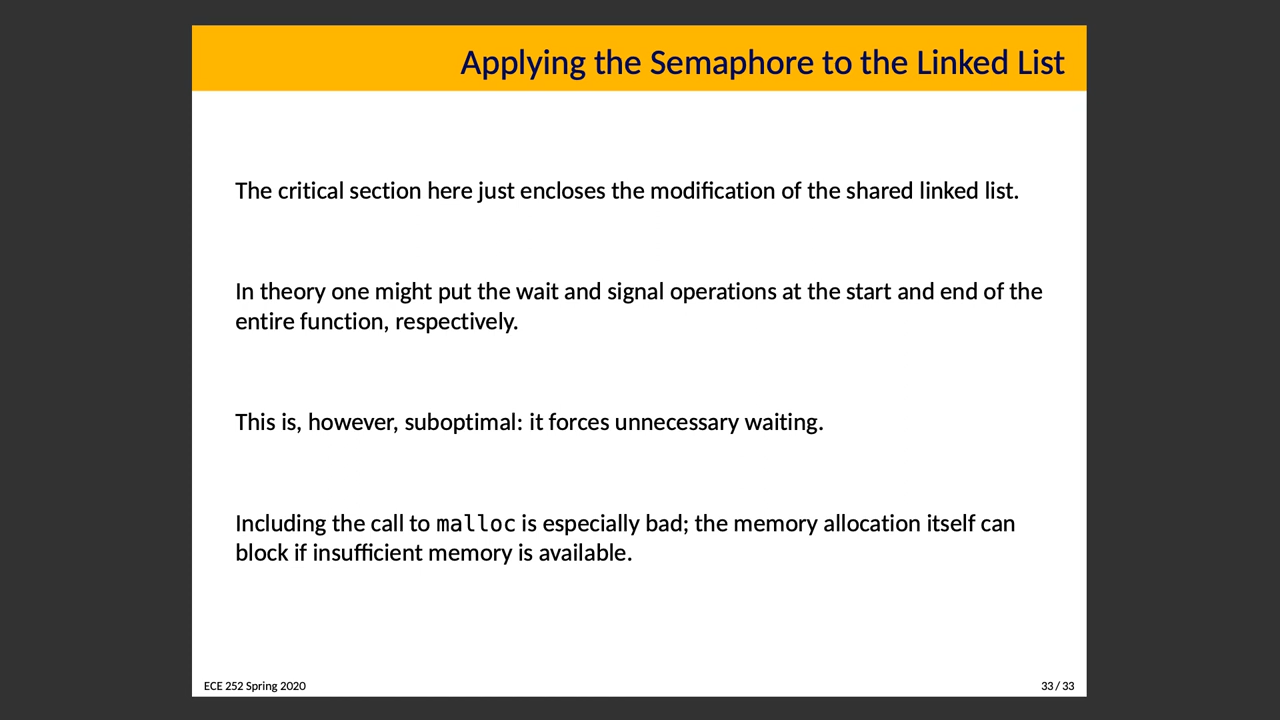 Applying the Semaphore to the Linked List
The critical section here just encloses the modification of the shared linked list.
In theory one might put the wait and signal operations at the start and end of the
entire function, respectively.
This is, however, suboptimal: it forces unnecessary waiting.
Including the call to malloc is especially bad; the memory allocation itself can
block if insufficient memory is available.
ECE 252 Spring 2020
33 / 33